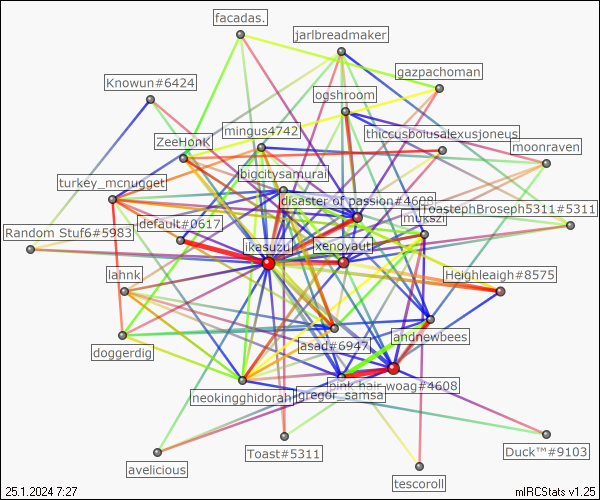 facadas.
jarlbreadmaker
gazpachoman
Knowun#6424
ogshroom
mingus4742
thiccusboiusalexusjoneus
ZeeHonK
moonraven
bigcitysamurai
turkey_mcnugget
disaster of passion#4608
ToastephBroseph5311#5311
default#0617
mukszi
Random Stuf6#5983
ikasuzu
xenoyaut
lahnk
Heighleaigh#8575
andnewbees
asad#6947
doggerdig
pink hair woag#4608
neokingghidorah
gregor_samsa
Toast#5311
Duck™#9103
avelicious
tescoroll
25.1.2024 7:27
mIRCStats v1.25